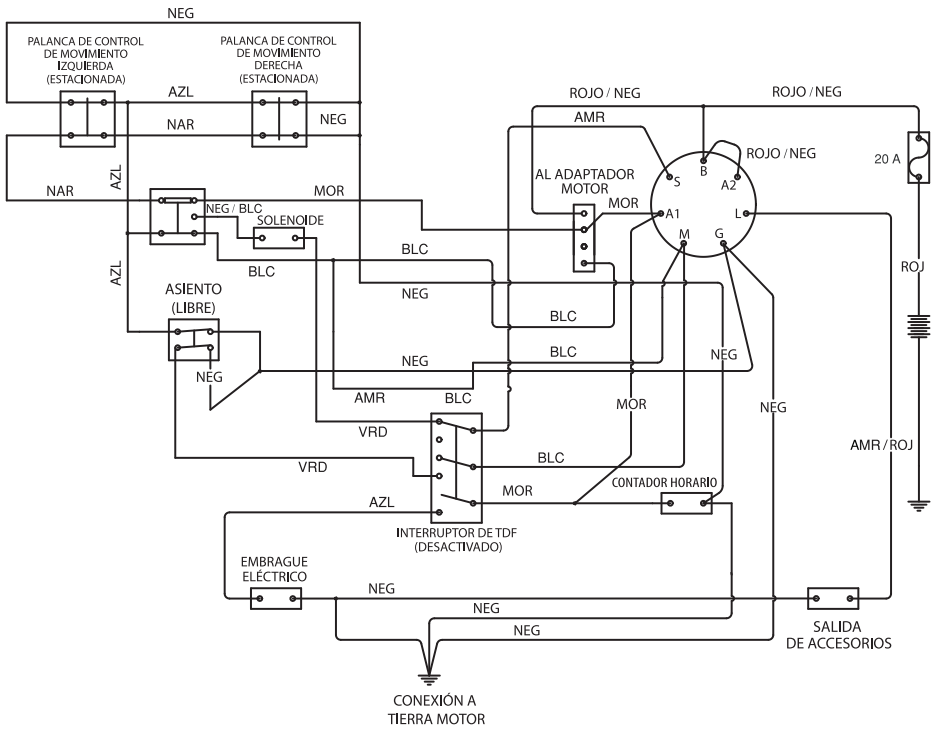 NEG
PALANCA DE CONTROL
DE MOVIMIENTO
IZQUIERDA
(ESTACIONADA)
PALANCA DE CONTROL
DE MOVIMIENTO
DERECHA
(ESTACIONADA)
ROJO / NEG
ROJO / NEG
AZL
NEG
AMR
NAR
ROJO / NEG
20 A
AZL
NAR
MOR
AL ADAPTADOR
MOTOR
MOR
S
B
A2
A1
L
M
G
NEG / BLC
SOLENOIDE
BLC
BLC
AZL
NEG
ROJ
ASIENTO
(LIBRE)
BLC
BLC
NEG
NEG
NEG
AMR
BLC
MOR
NEG
VRD
AMR / ROJ
BLC
VRD
MOR
CONTADOR HORARIO
AZL
INTERRUPTOR DE TDF
(DESACTIVADO)
EMBRAGUE
ELÉCTRICO
NEG
NEG
NEG
SALIDA
DE ACCESORIOS
CONEXIÓN A
TIERRA MOTOR